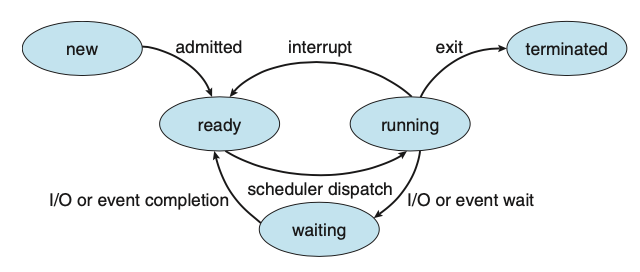 new
admitted
interrupt
exit
terminated
ready
running
scheduler dispatch
I/O or event completion
I/O or event wait
waiting